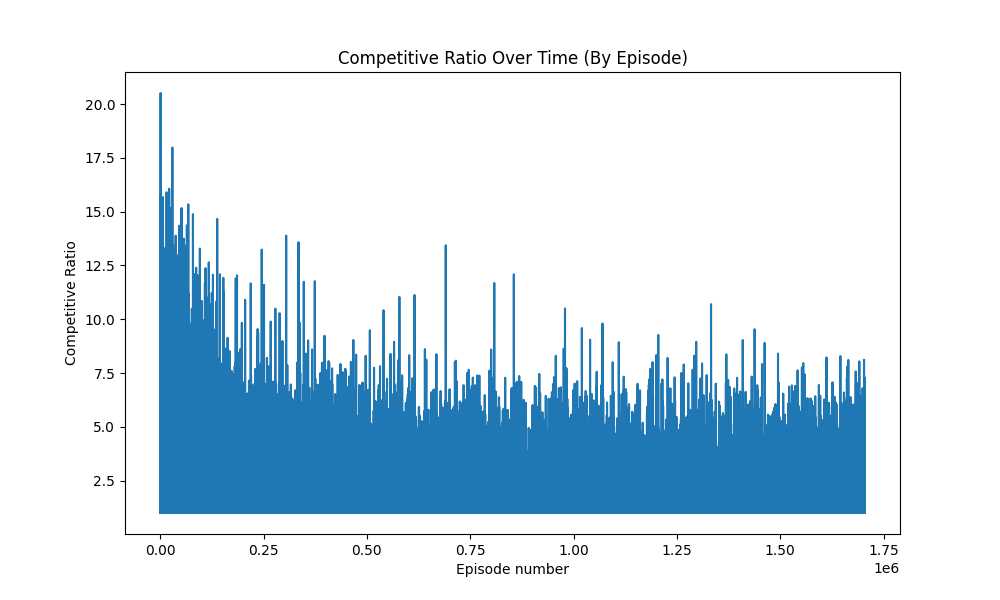 Competitive Ratio Over Time (By Episode)
20.0
17.5
15.0
12.5
10.0
7.5
5.0
2.5
Competitive Ratio
0.00 0.25 0.50 0.75 1.00 1.25 1.50 1.75
1e6
Episode number